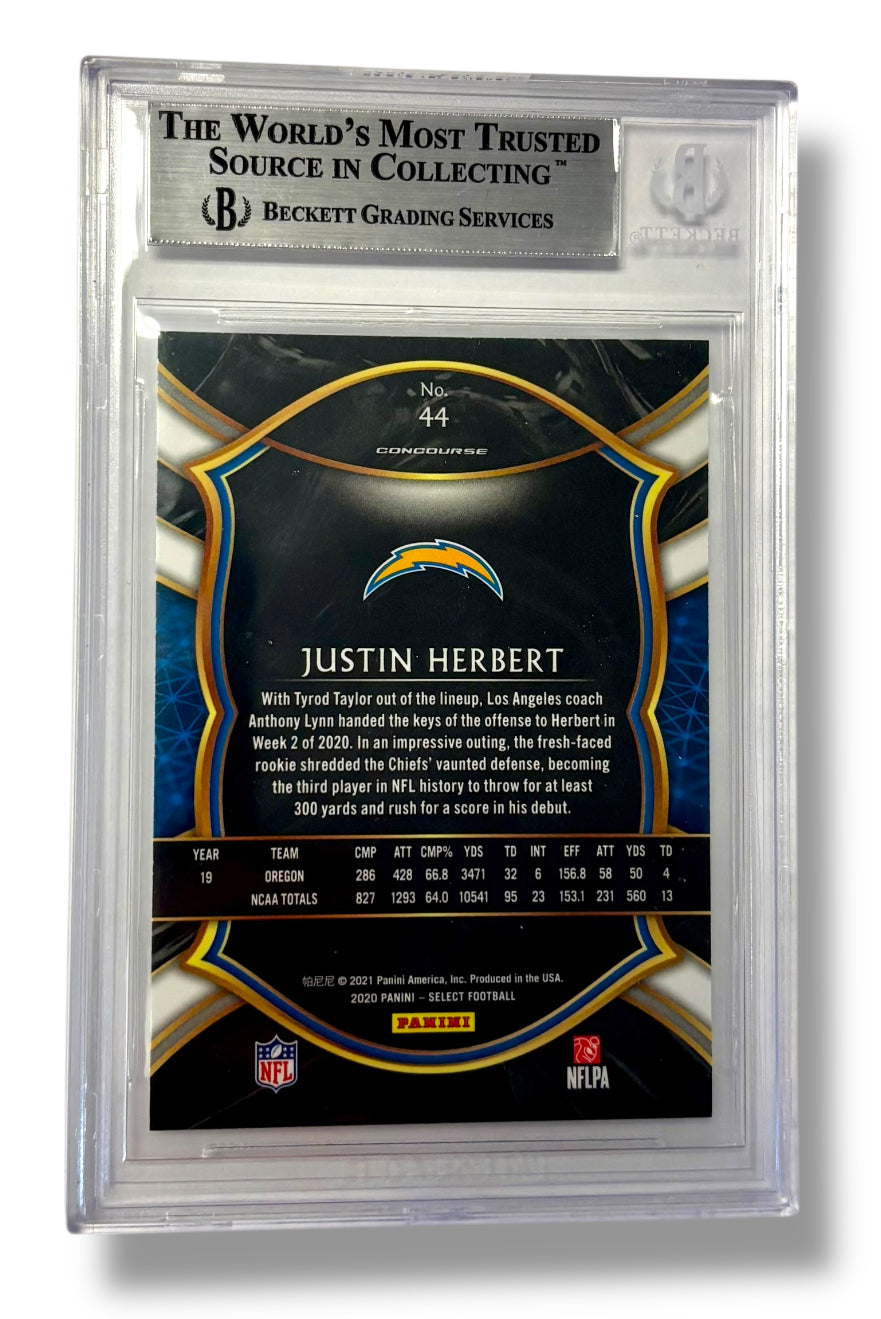 THE WORLD'S MOST TRUSTED
SOURCE IN COLLECTING™
B BECKETT GRADING SERVICES
B
BECKETT®
No.
44
CONCOURSE
JUSTIN HERBERT
With Tyrod Taylor out of the lineup, Los Angeles coach
Anthony Lynn handed the keys of the offense to Herbert in
Week 2 of 2020. In an impressive outing, the fresh-faced
rookie shredded the Chiefs' vaunted defense, becoming
the third player in NFL history to throw for at least
300 yards and rush for a score in his debut.
YEAR TEAM CMP ATT CMP% YDS TD INT EFF ATT YDS TD
19 OREGON 286 428 66.8 3471 32 6 156.8 58 50 4
NCAA TOTALS 827 1293 64.0 10541 95 23 153.1 231 560 13
帕尼尼 © 2021 Panini America, Inc. Produced in the USA.
2020 PANINI – SELECT FOOTBALL
PANINI
NFL
NFLPA